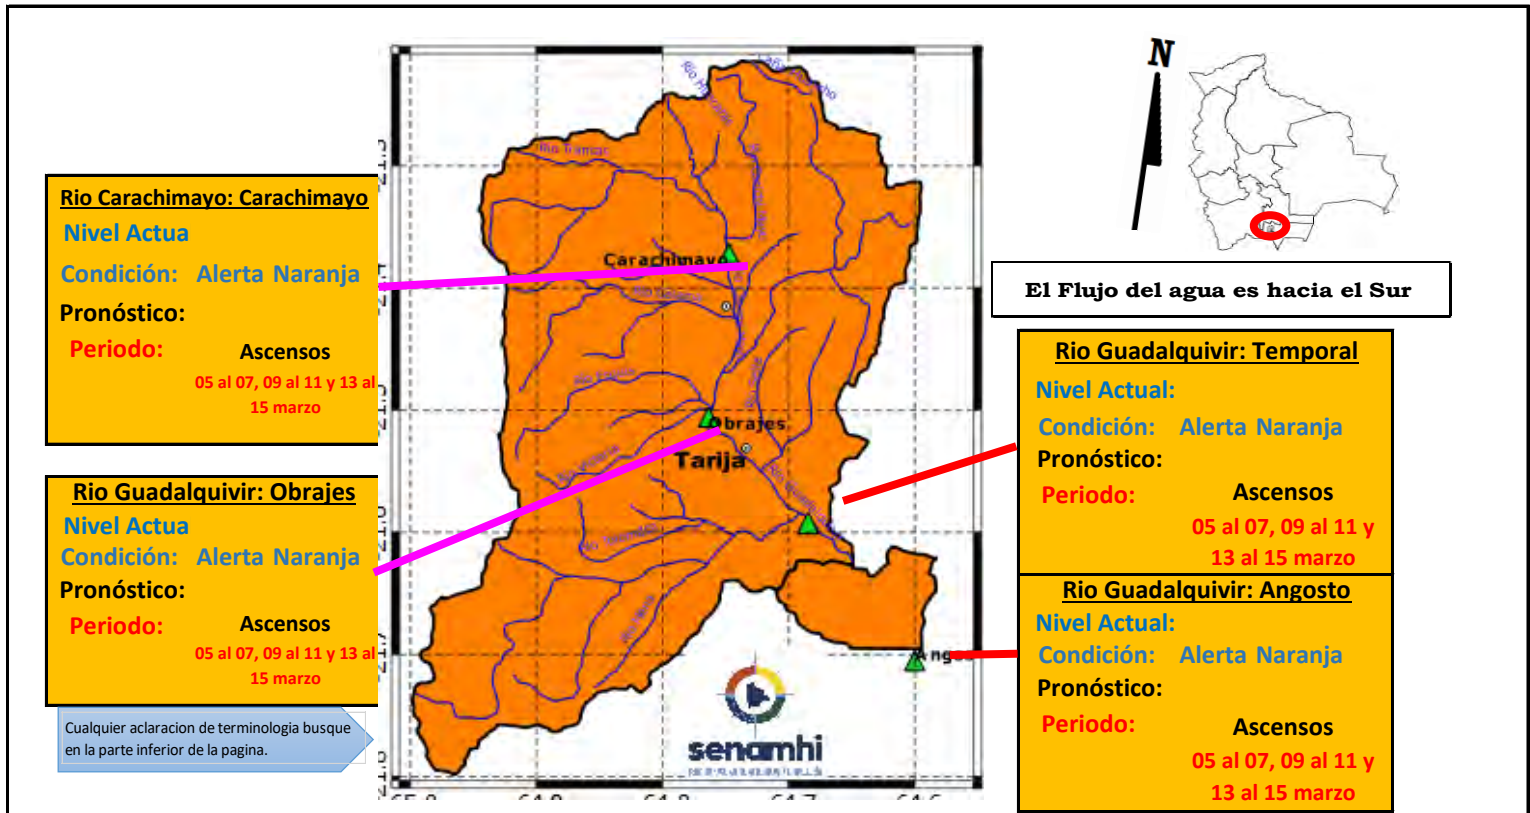 N
El Flujo del agua es hacia el Sur
Rio Carachimayo: Carachimayo
Nivel Actua
Condición: Alerta Naranja
Pronóstico:
Periodo: Ascensos
05 al 07, 09 al 11 y 13 al
15 marzo
Rio Guadalquivir: Obrajes
Nivel Actua
Condición: Alerta Naranja
Pronóstico:
Periodo: Ascensos
05 al 07, 09 al 11 y 13 al
15 marzo
Cualquier aclaracion de terminologia busque
en la parte inferior de la pagina.
Carachimayo
Obrajes
Tarija
senamhi
Rio Guadalquivir: Temporal
Nivel Actual:
Condición: Alerta Naranja
Pronóstico:
Periodo: Ascensos
05 al 07, 09 al 11 y
13 al 15 marzo
Rio Guadalquivir: Angosto
Nivel Actual:
Condición: Alerta Naranja
Pronóstico:
Periodo: Ascensos
05 al 07, 09 al 11 y
13 al 15 marzo